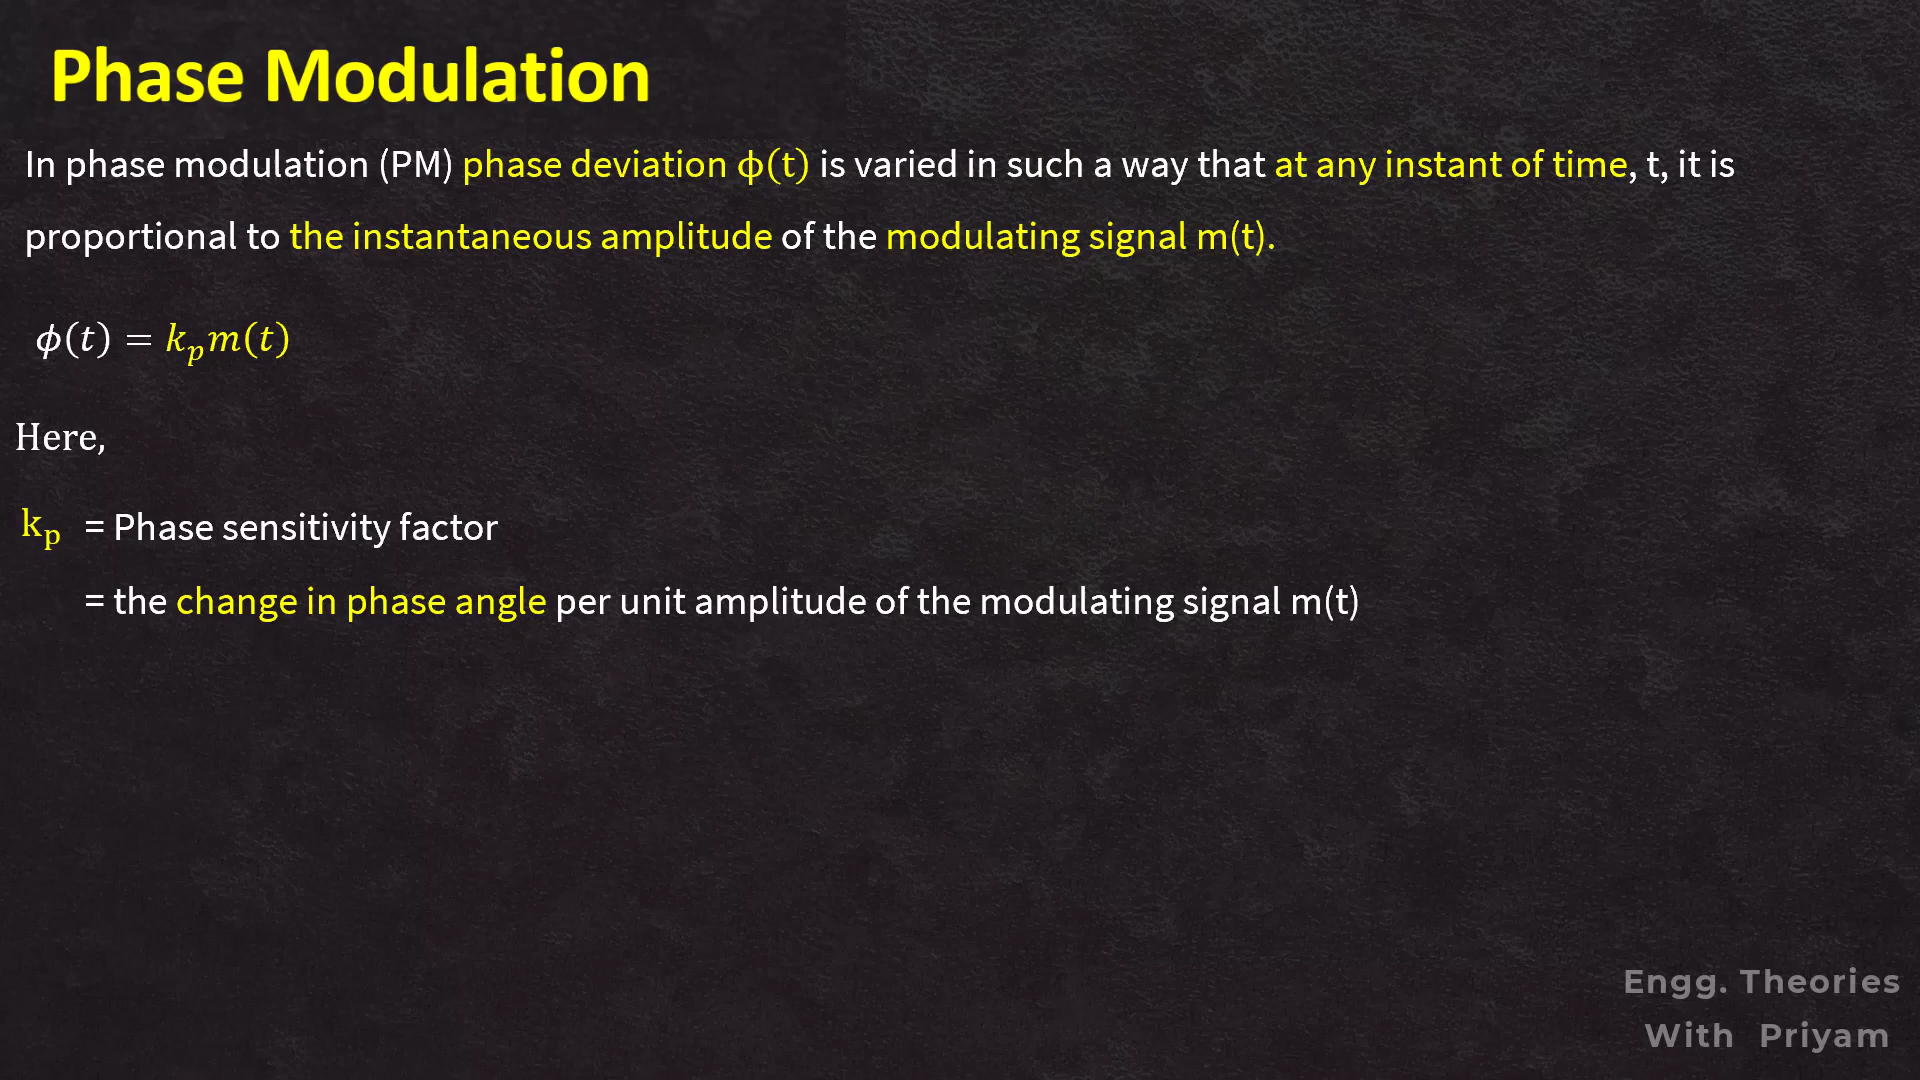 Phase Modulation
In phase modulation (PM) phase deviation ϕ(t) is varied in such a way that at any instant of time, t, it is
proportional to the instantaneous amplitude of the modulating signal m(t).
𝜙(𝑡) = 𝑘ₚ𝑚(𝑡)
Here,
kₚ = Phase sensitivity factor
= the change in phase angle per unit amplitude of the modulating signal m(t)
Engg. Theories
With Priyam